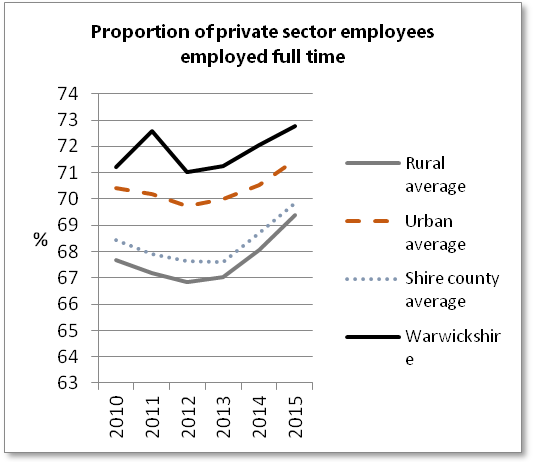 Proportion of private sector employees
employed full time
74
73
72
71
70
69
68
67
66
65
64
63
%
2010
2011
2012
2013
2014
2015
Rural
average
Urban
average
Shire county
average
Warwickshir
e